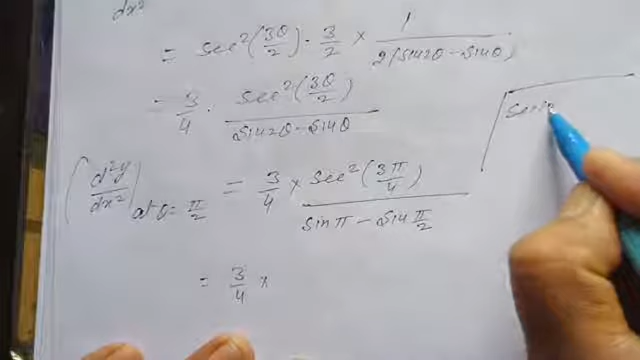 dx²
= sec² (3θ/2) · 3/2 × 1/2(sin2θ − sinθ)
= 3/4 · sec² (3θ/2)/sin2θ − sinθ
(d²y/dx²) at θ = π/2 = 3/4 × sec² (3π/4)/sin π − sin π/2
= 3/4 ×